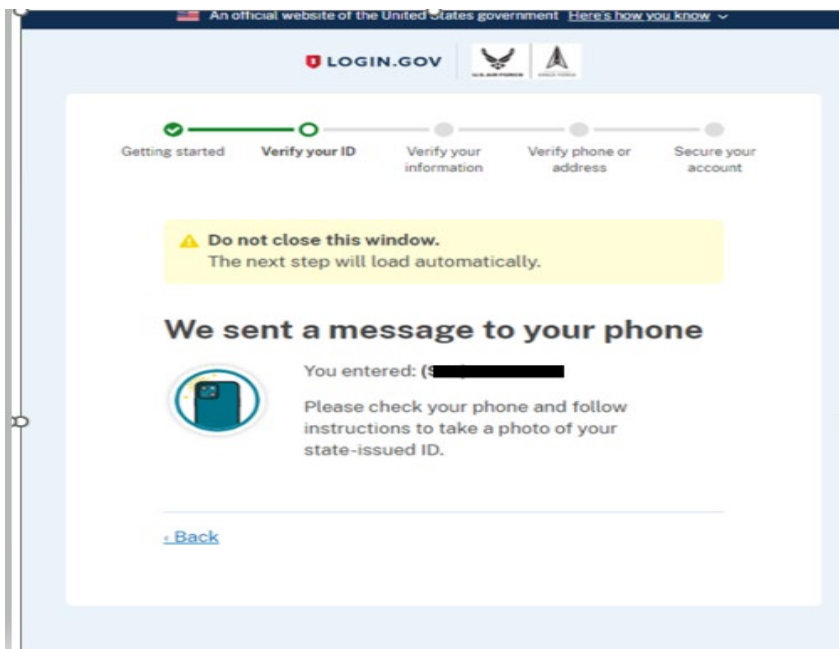 An official website of the United States government Here's how you know
LOGIN.GOV
U.S. AIR FORCE
Getting started
Verify your ID
Verify your
information
Verify phone or
address
Secure your
account
Do not close this window.
The next step will load automatically.
We sent a message to your phone
You entered: (
Please check your phone and follow
instructions to take a photo of your
state-issued ID.
‹ Back